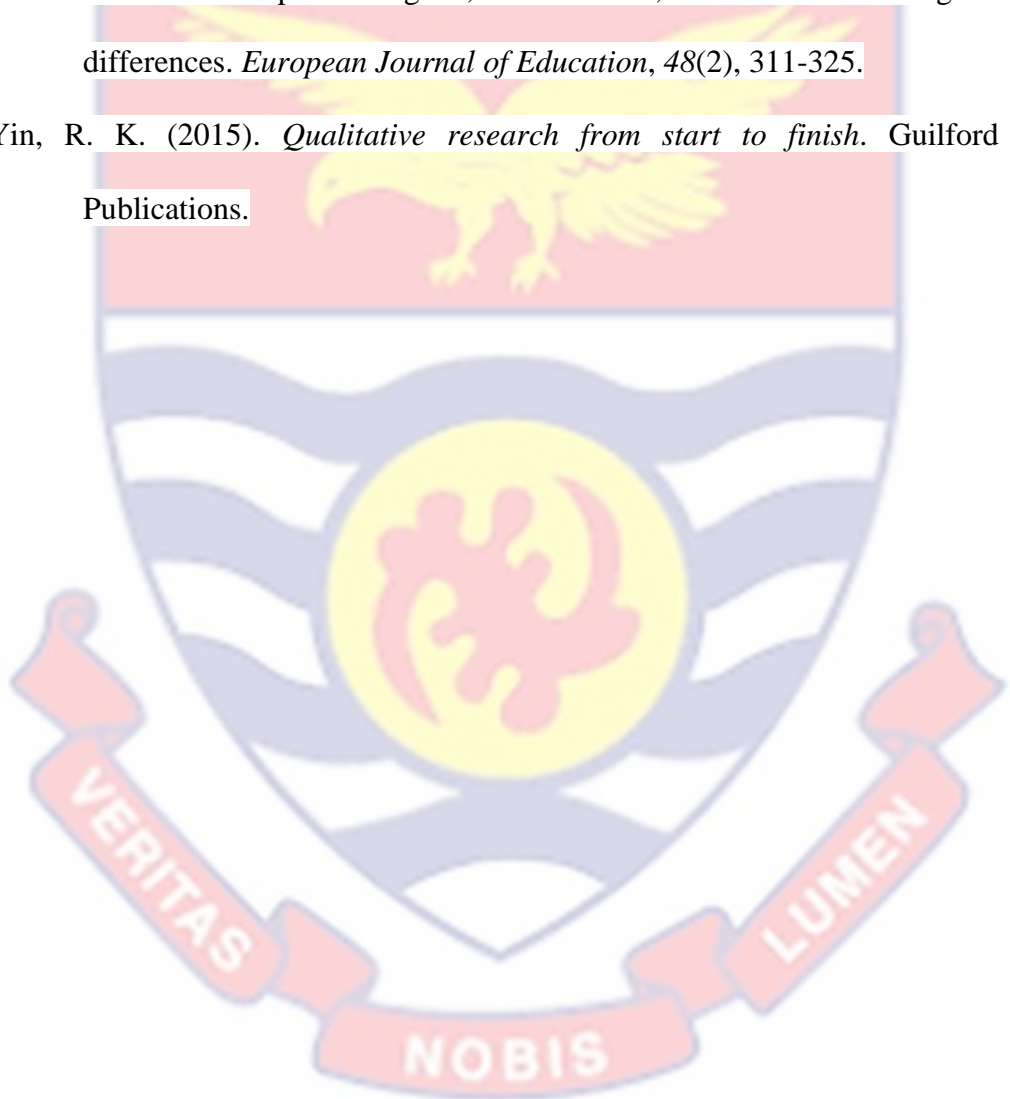 differences. European Journal of Education, 48(2), 311-325.
Yin, R. K. (2015). Qualitative research from start to finish. Guilford
Publications.
VERITAS
NOBIS
LUMEN